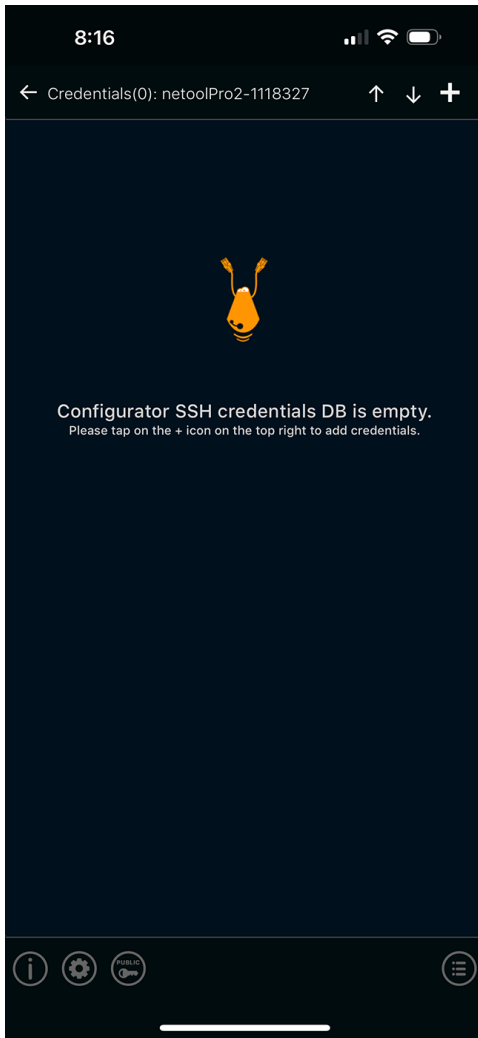 8:16
Credentials(0): netoolPro2-1118327
Configurator SSH credentials DB is empty.
Please tap on the + icon on the top right to add credentials.
PUBLIC